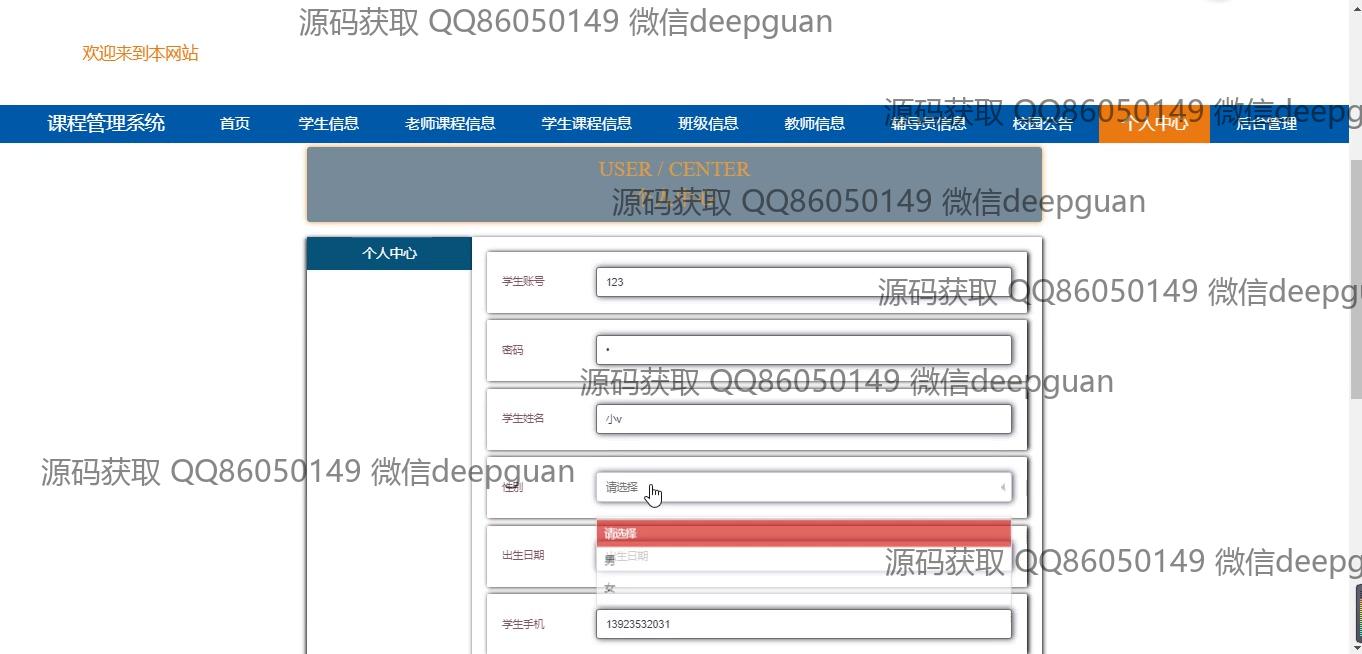 源码获取 QQ86050149 微信deepguan
欢迎来到本网站
课程管理系统 首页 学生信息 老师课程信息 学生课程信息 班级信息 教师信息 辅导员信息 校园公告 个人中心 后台管理
源码获取 QQ86050149 微信deepg
USER / CENTER
源码获取 QQ86050149 微信deepguan
个人中心
学生账号 123
源码获取 QQ86050149 微信deepgu
密码
源码获取 QQ86050149 微信deepguan
学生姓名 小v
源码获取 QQ86050149 微信deepguan
性别 请选择
请选择
出生日期 出生日期
男
源码获取 QQ86050149 微信deepg
女
学生手机 13923532031